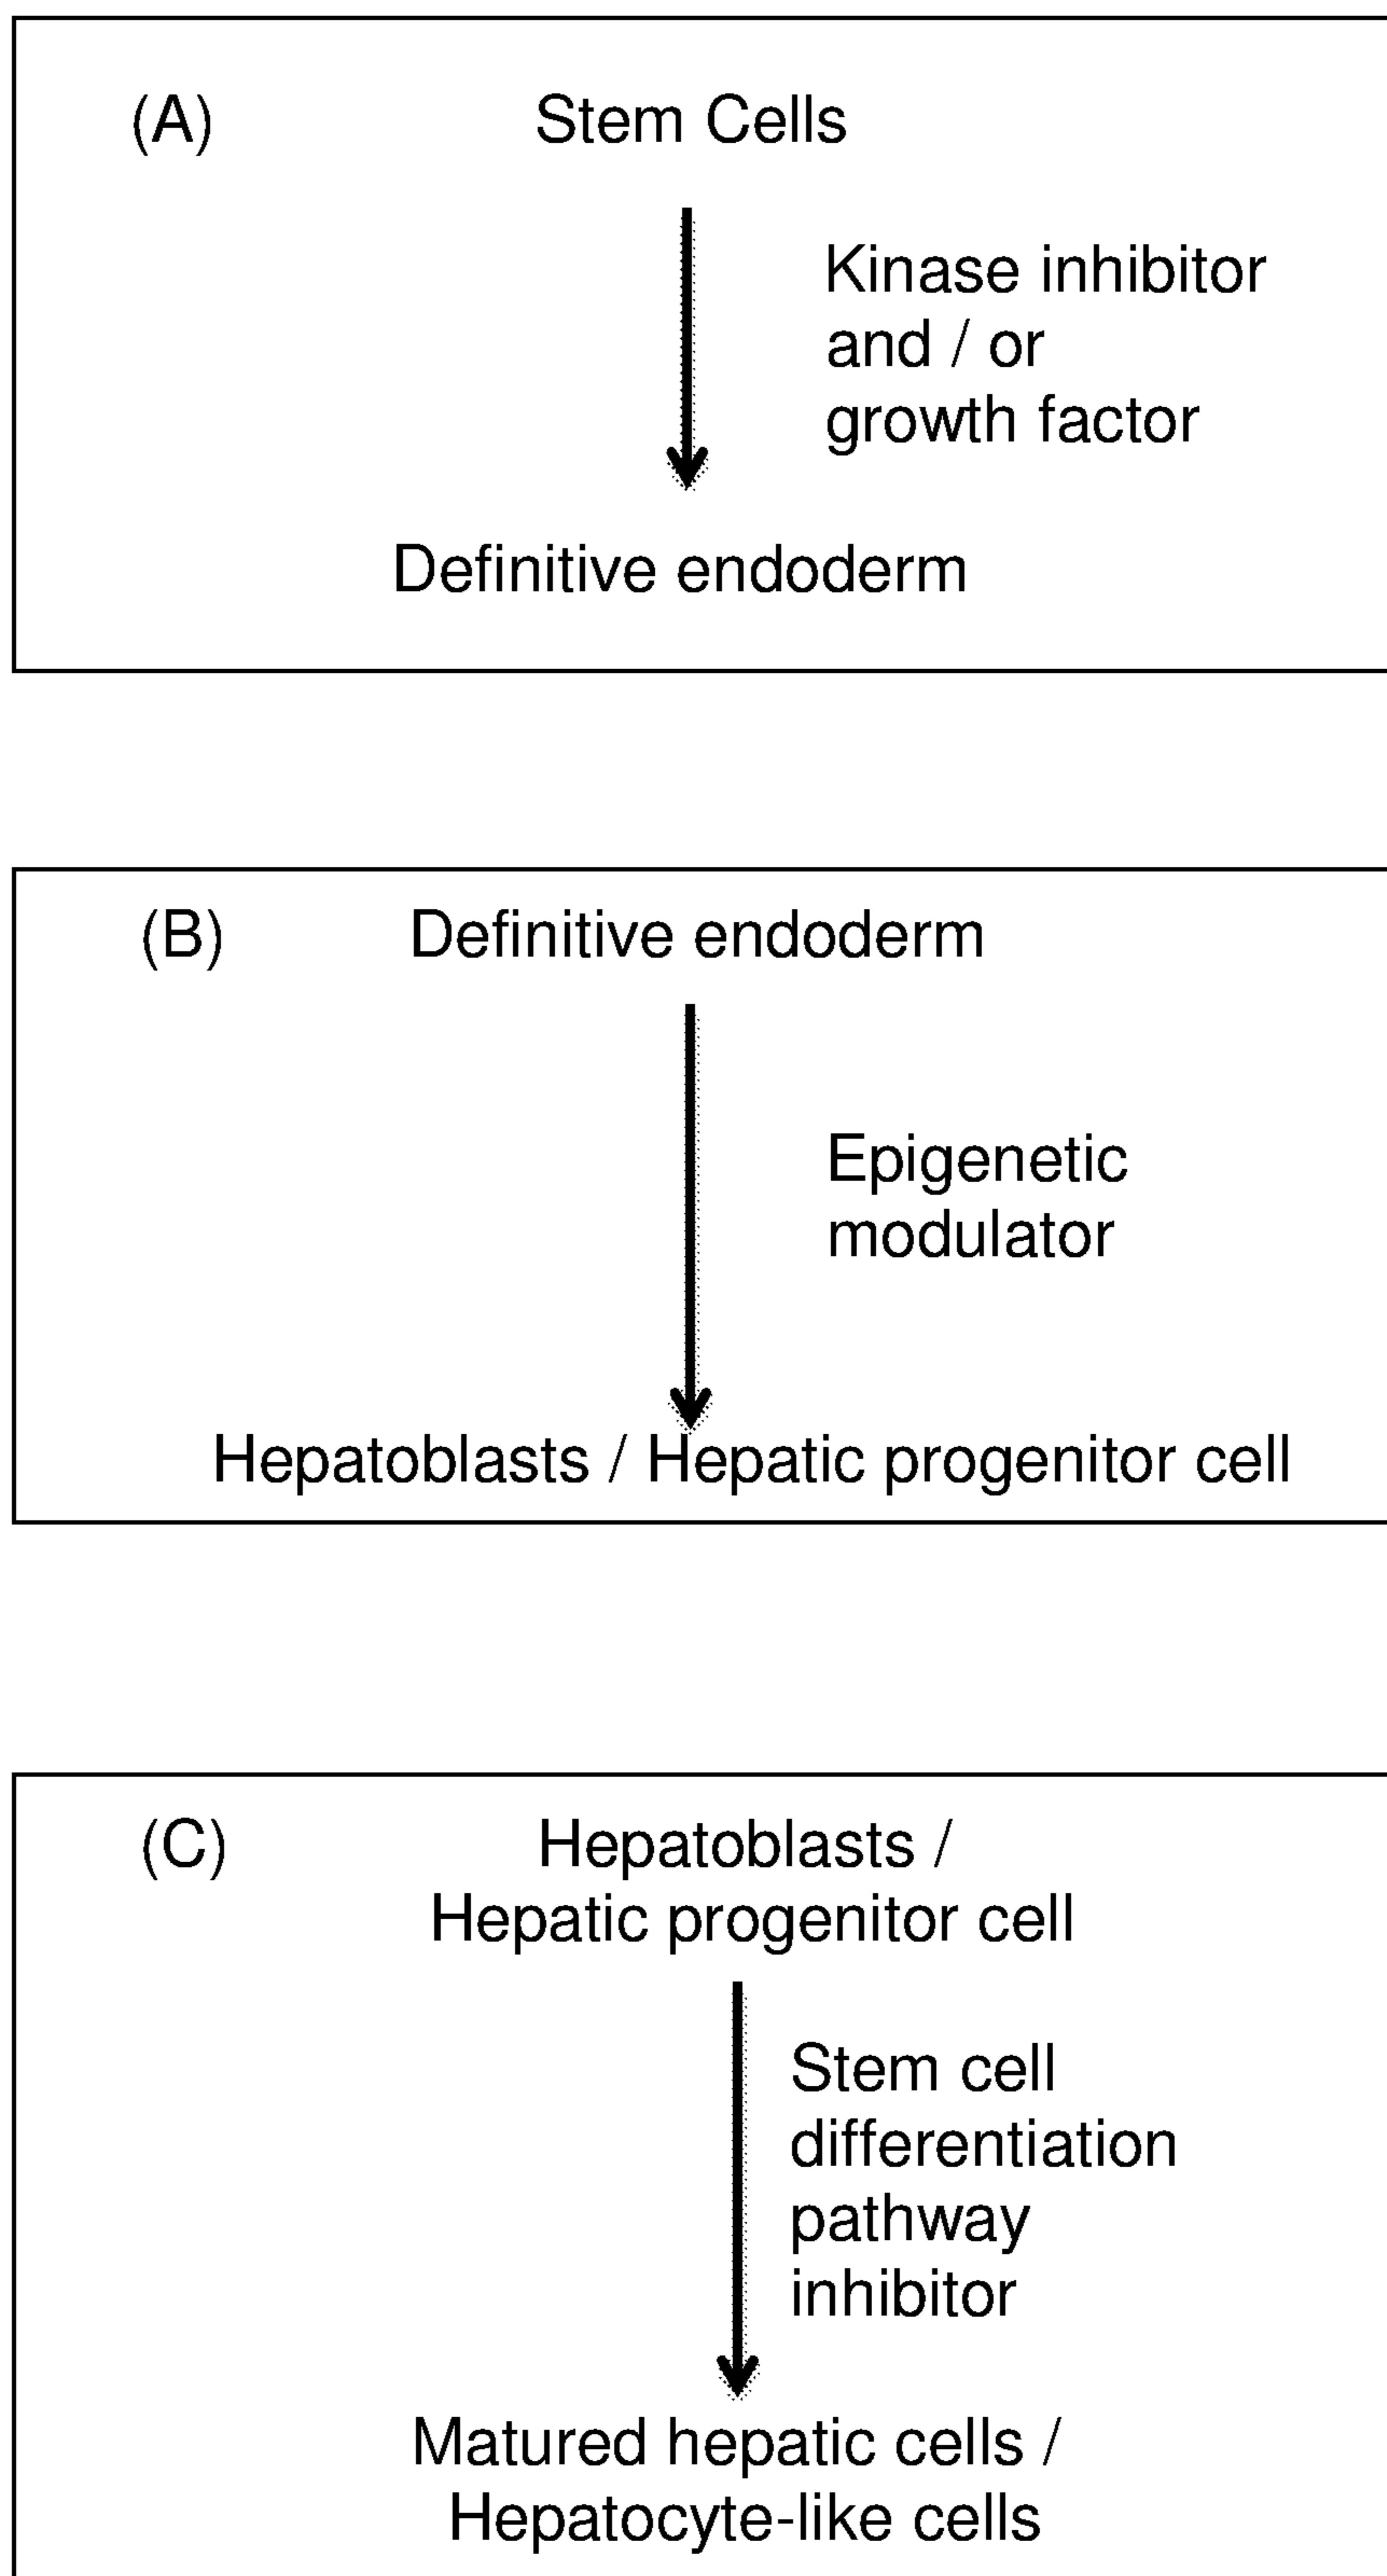 (A) Stem Cells
Kinase inhibitor
and / or
growth factor
Definitive endoderm
(B) Definitive endoderm
Epigenetic
modulator
Hepatoblasts / Hepatic progenitor cell
(C) Hepatoblasts /
Hepatic progenitor cell
Stem cell
differentiation
pathway
inhibitor
Matured hepatic cells /
Hepatocyte-like cells